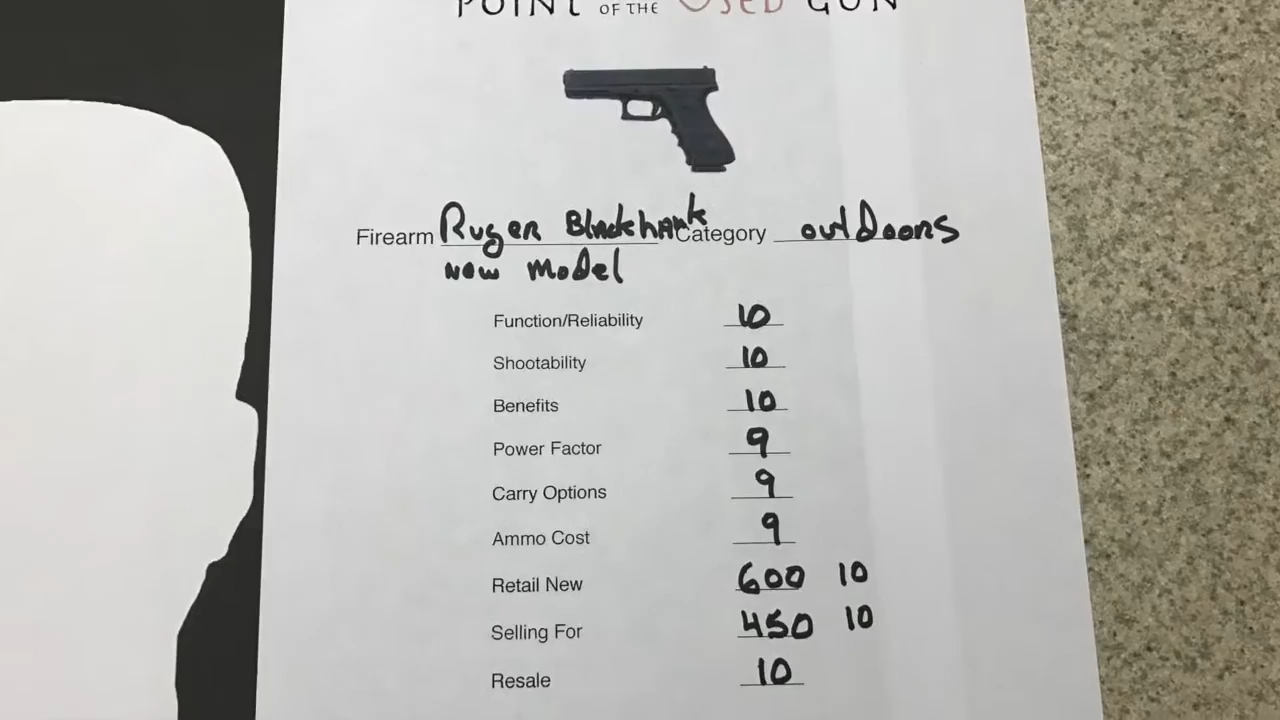 POINT OF THE USED GUN
Firearm Ruger Blackhawk Category outdoors
new model
Function/Reliability 10
Shootability 10
Benefits 10
Power Factor 9
Carry Options 9
Ammo Cost 9
Retail New 600 10
Selling For 450 10
Resale 10